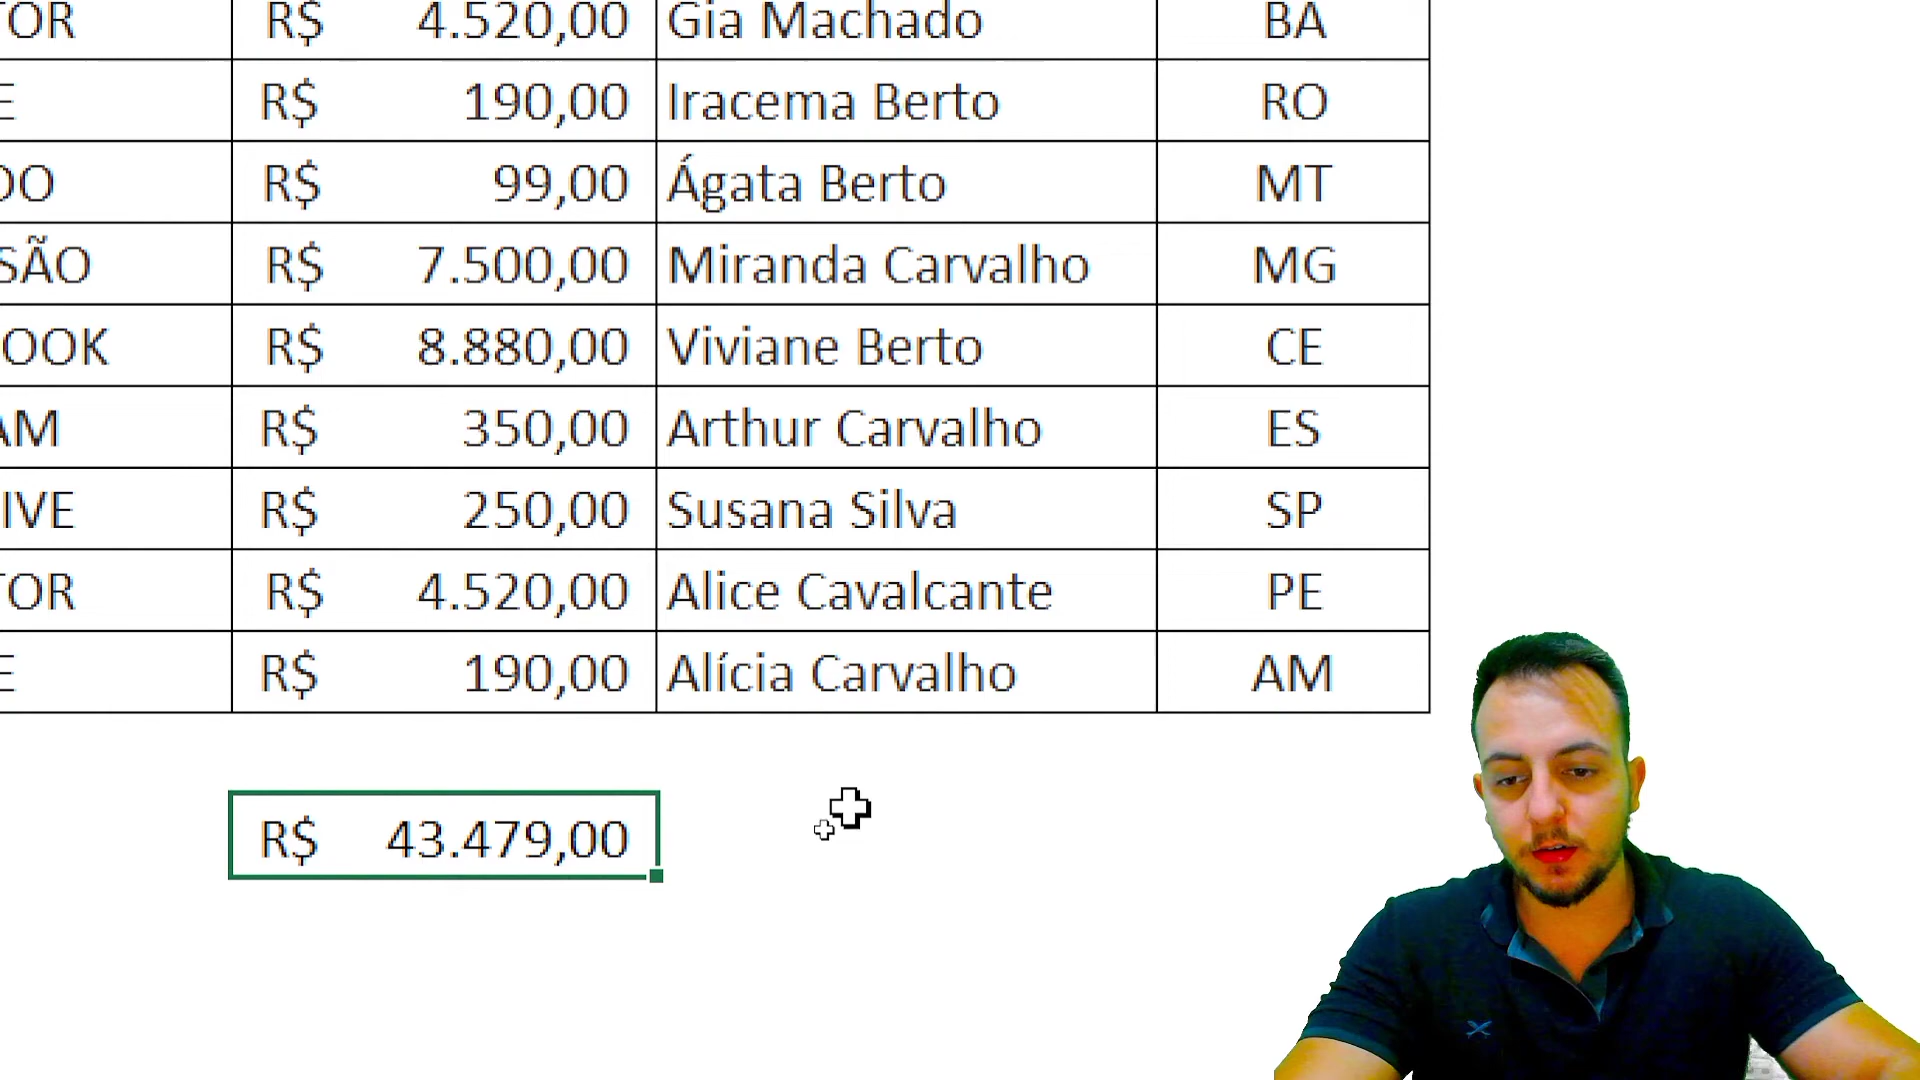 TOR R$ 4.520,00 Gia Machado BA
E R$ 190,00 Iracema Berto RO
DO R$ 99,00 Ágata Berto MT
SÃO R$ 7.500,00 Miranda Carvalho MG
OOK R$ 8.880,00 Viviane Berto CE
AM R$ 350,00 Arthur Carvalho ES
IVE R$ 250,00 Susana Silva SP
TOR R$ 4.520,00 Alice Cavalcante PE
E R$ 190,00 Alícia Carvalho AM
R$ 43.479,00